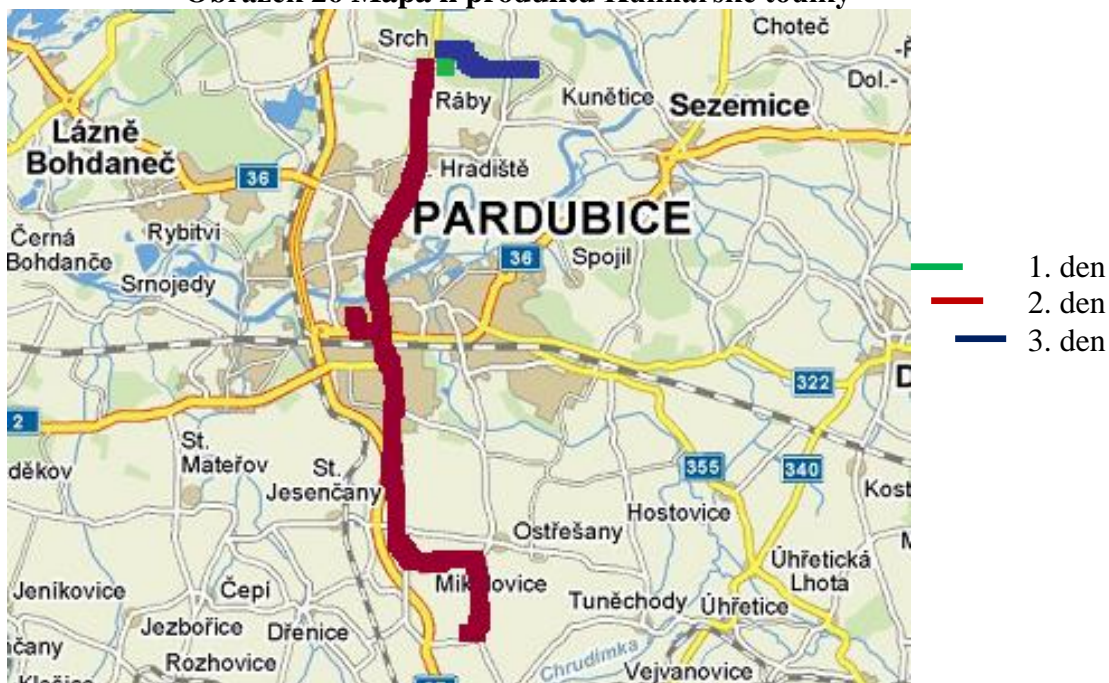 Srch
Choteč
Dol.-
Ráby
Kunětice
Sezemice
Lázně
Bohdaneč
36
Hradiště
PARDUBICE
Rybitví
Černá
Bohdanče
Srnojedy
36
Spojil
1. den
2. den
3. den
322
D
2
St.
Mateřov
děkov
St.
Jesenčany
355
340
Kost
Hostovice
Ostřešany
Úhřetická
Lhota
Jeníkovice
Čepí
Mik lovice
Tuněchody
Úhřetice
Jezbořice
Dřenice
čany
Rozhovice
Chrudimka
Vejvanovice